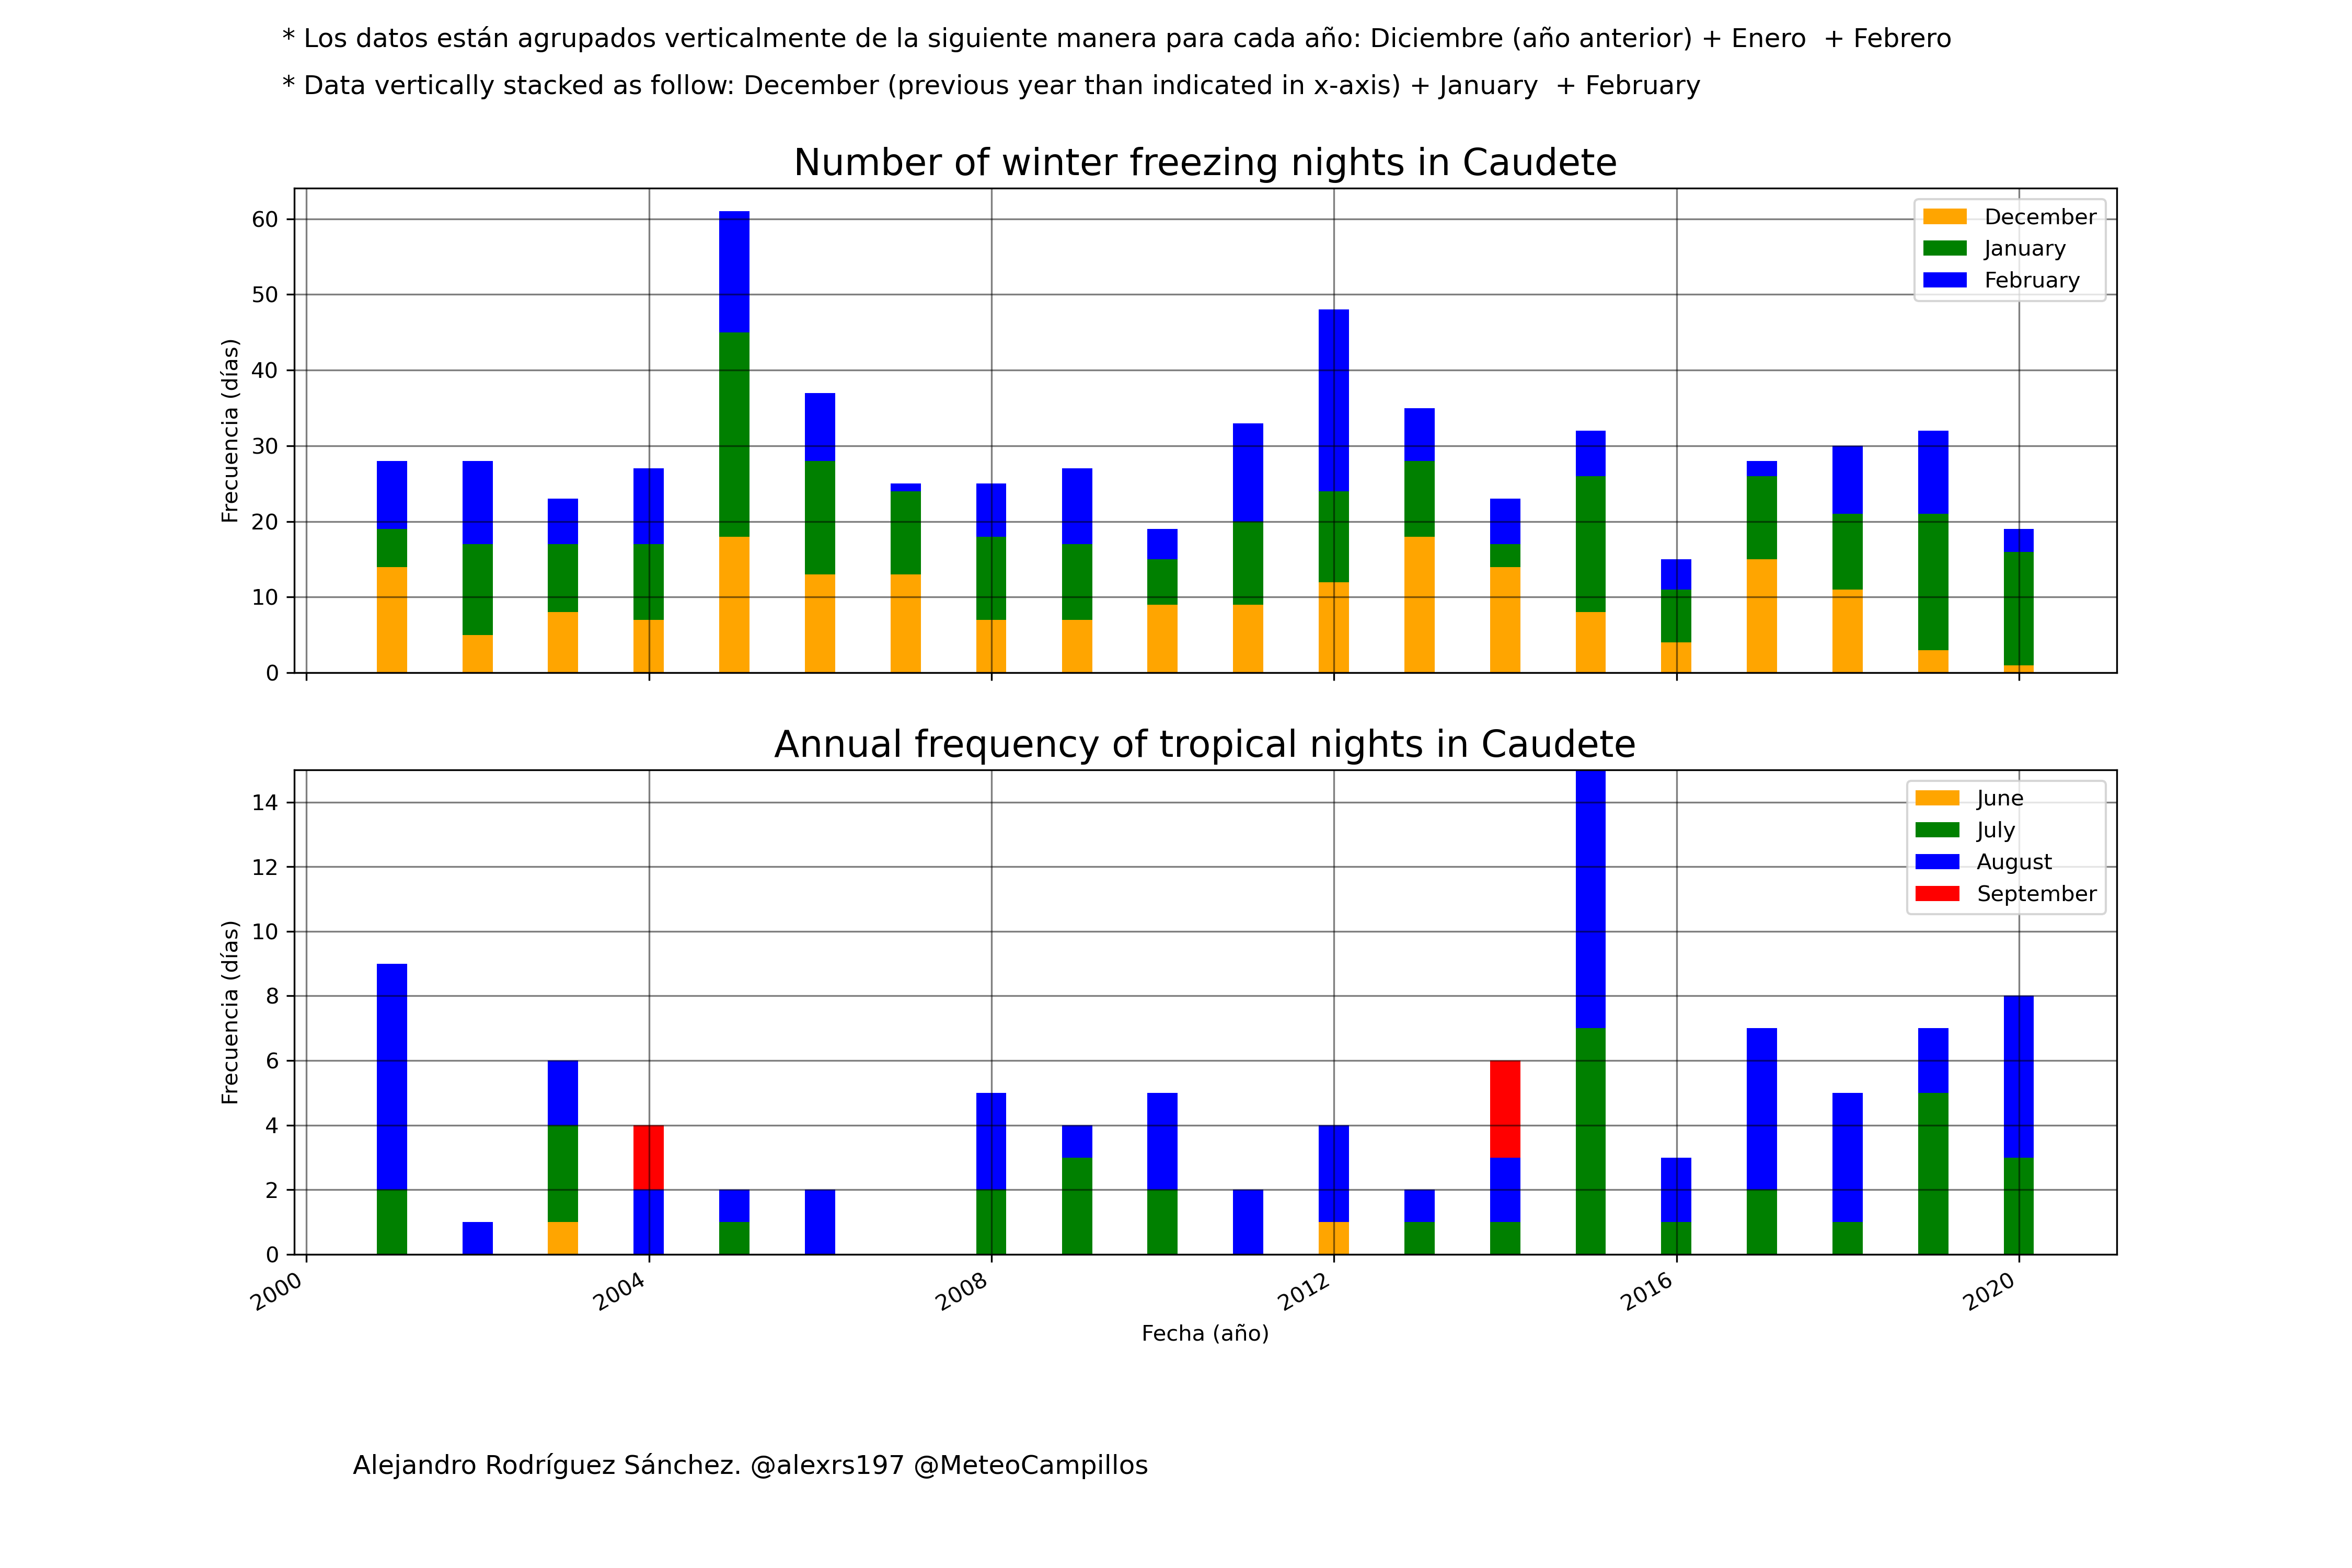 * Los datos están agrupados verticalmente de la siguiente manera para cada año: Diciembre (año anterior) + Enero  + Febrero
* Data vertically stacked as follow: December (previous year than indicated in x-axis) + January  + February
Number of winter freezing nights in Caudete
60
50
40
30
20
10
0
Frecuencia (días)
December
January
February
Annual frequency of tropical nights in Caudete
14
12
10
8
6
4
2
0
Frecuencia (días)
June
July
August
September
2000
2004
2008
2012
2016
2020
Fecha (año)
Alejandro Rodríguez Sánchez. @alexrs197 @MeteoCampillos